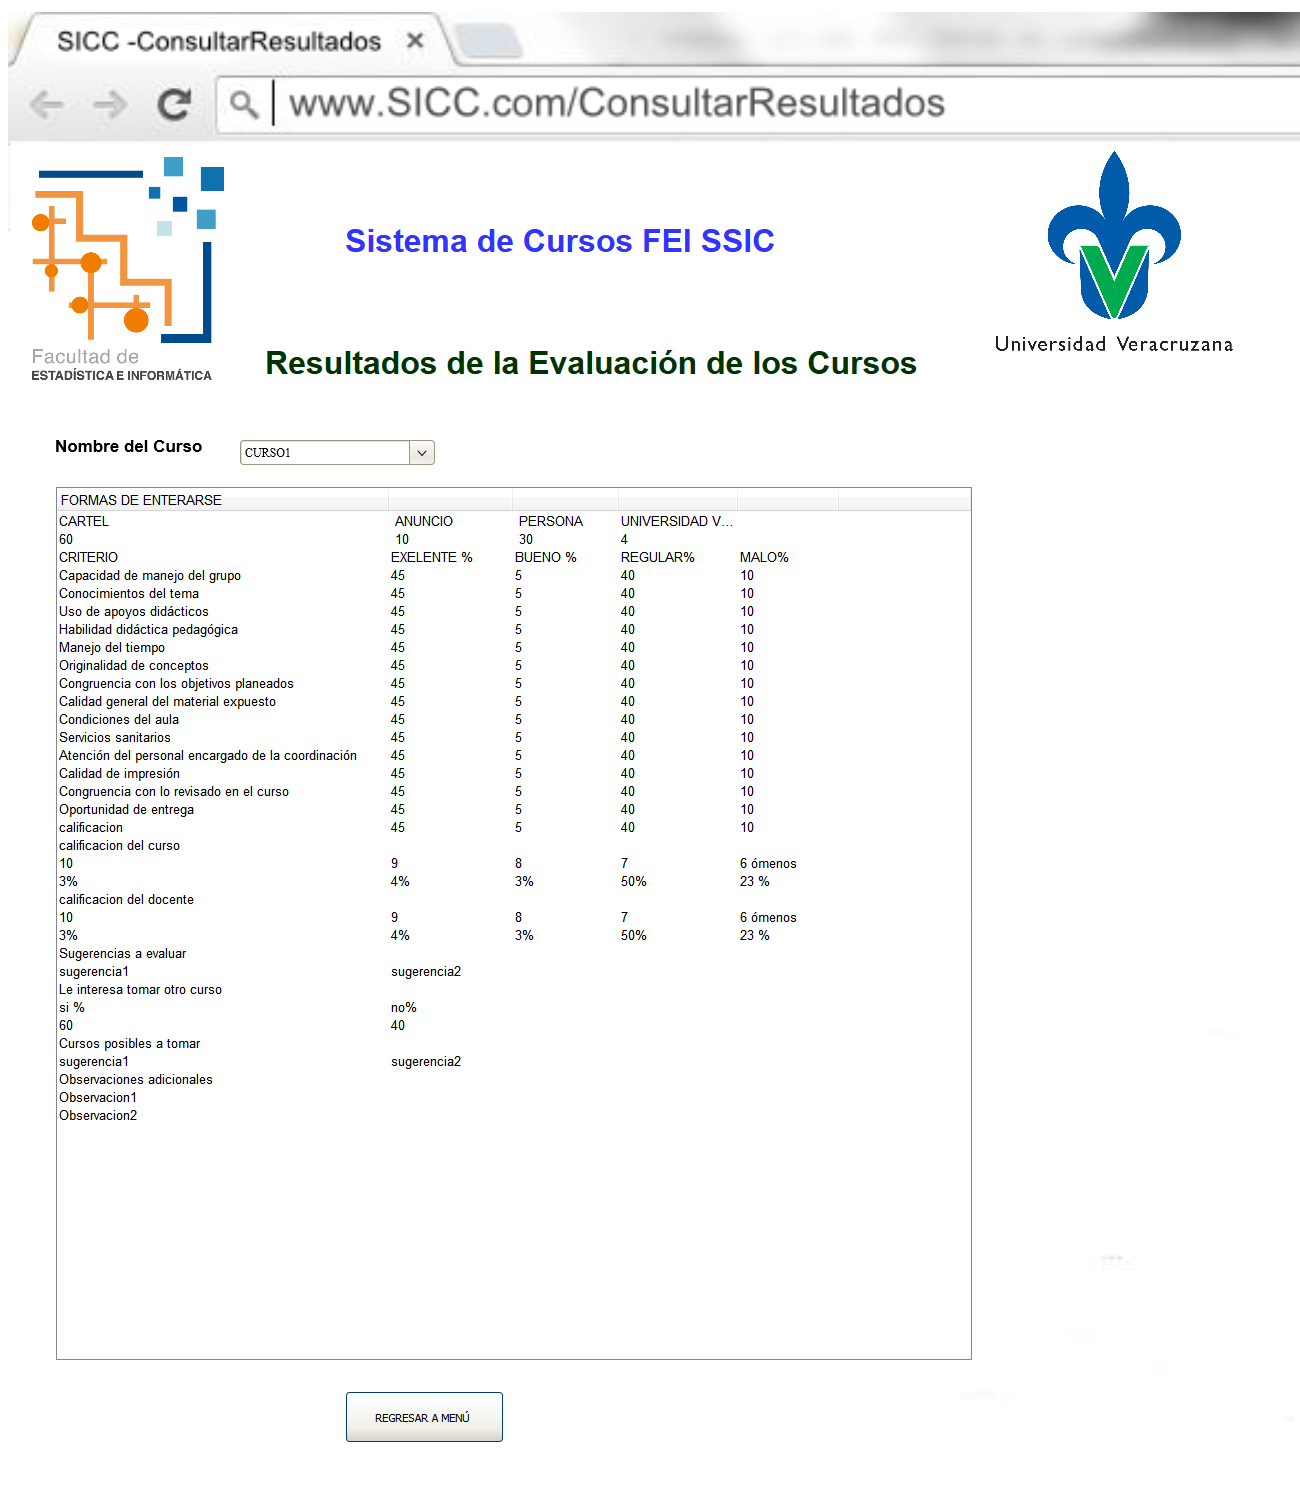 SICC -ConsultarResultados ×
www.SICC.com/ConsultarResultados
Sistema de Cursos FEI SSIC
Universidad Veracruzana
Facultad de
ESTADÍSTICA E INFORMÁTICA
Resultados de la Evaluación de los Cursos
Nombre del Curso CURSO1
FORMAS DE ENTERARSE
CARTEL ANUNCIO PERSONA UNIVERSIDAD V...
60 10 30 4
CRITERIO EXELENTE % BUENO % REGULAR% MALO%
Capacidad de manejo del grupo 45 5 40 10
Conocimientos del tema 45 5 40 10
Uso de apoyos didácticos 45 5 40 10
Habilidad didáctica pedagógica 45 5 40 10
Manejo del tiempo 45 5 40 10
Originalidad de conceptos 45 5 40 10
Congruencia con los objetivos planeados 45 5 40 10
Calidad general del material expuesto 45 5 40 10
Condiciones del aula 45 5 40 10
Servicios sanitarios 45 5 40 10
Atención del personal encargado de la coordinación 45 5 40 10
Calidad de impresión 45 5 40 10
Congruencia con lo revisado en el curso 45 5 40 10
Oportunidad de entrega 45 5 40 10
calificacion 45 5 40 10
calificacion del curso
10 9 8 7 6 ómenos
3% 4% 3% 50% 23 %
calificacion del docente
10 9 8 7 6 ómenos
3% 4% 3% 50% 23 %
Sugerencias a evaluar
sugerencia1 sugerencia2
Le interesa tomar otro curso
si % no%
60 40
Cursos posibles a tomar
sugerencia1 sugerencia2
Observaciones adicionales
Observacion1
Observacion2
REGRESAR A MENÚ